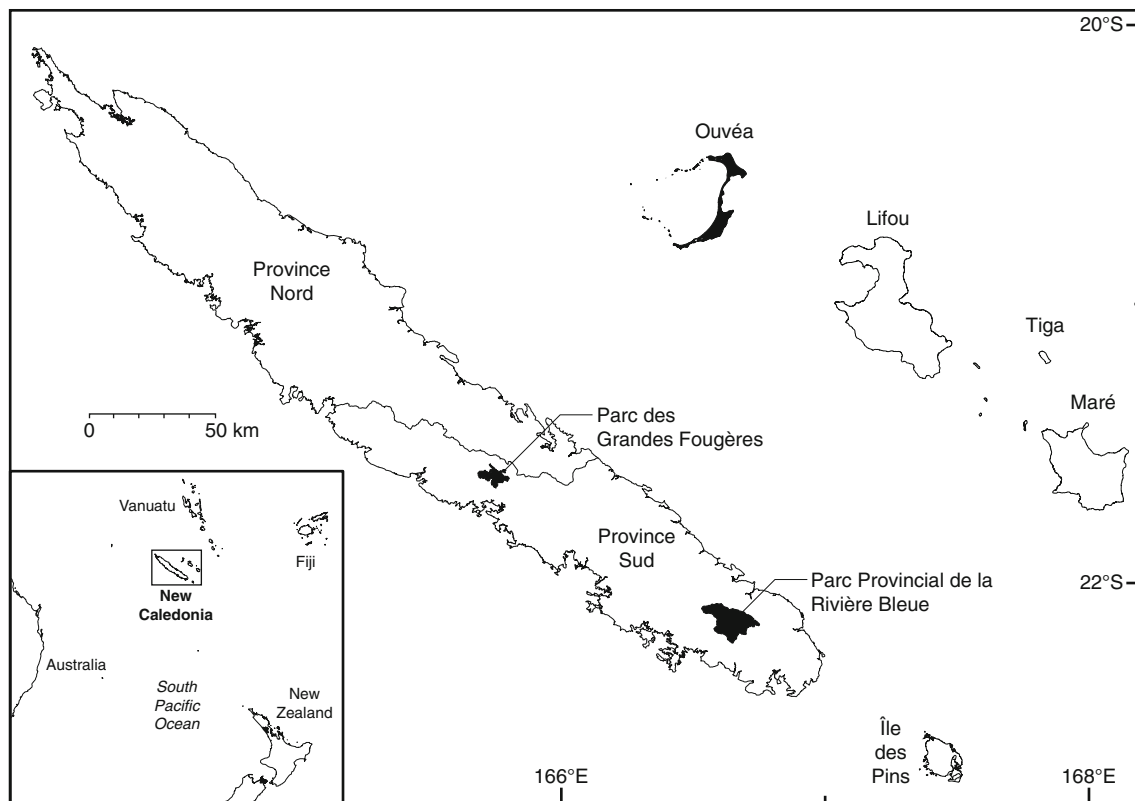 20°S
Ouvéa
Lifou
Province
Nord
Tiga
Maré
0 50 km
Parc des
Grandes Fougères
Vanuatu
Fiji
New
Caledonia
Australia
South
Pacific
Ocean
New
Zealand
Province
Sud
Parc Provincial de la
Rivière Bleue
22°S
Île
des
Pins
166°E
168°E